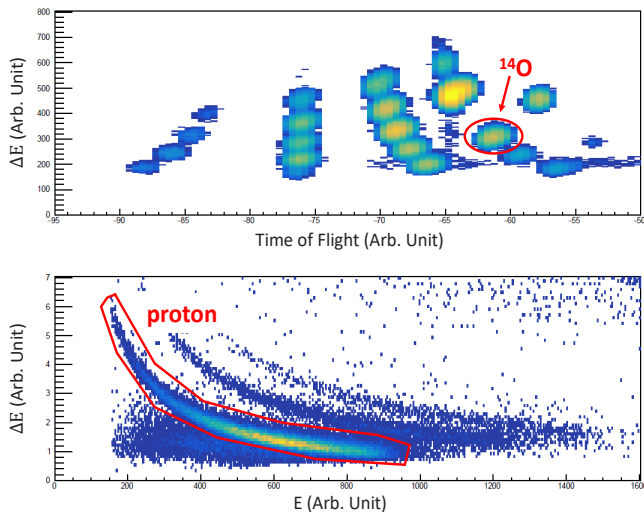 800
700
600
500
400
300
200
100
0
ΔE (Arb. Unit)
¹⁴O
-95 -90 -85 -80 -75 -70 -65 -60 -55 -50
Time of Flight (Arb. Unit)
7
6
5
4
3
2
1
0
ΔE (Arb. Unit)
proton
0 200 400 600 800 1000 1200 1400 1600
E (Arb. Unit)